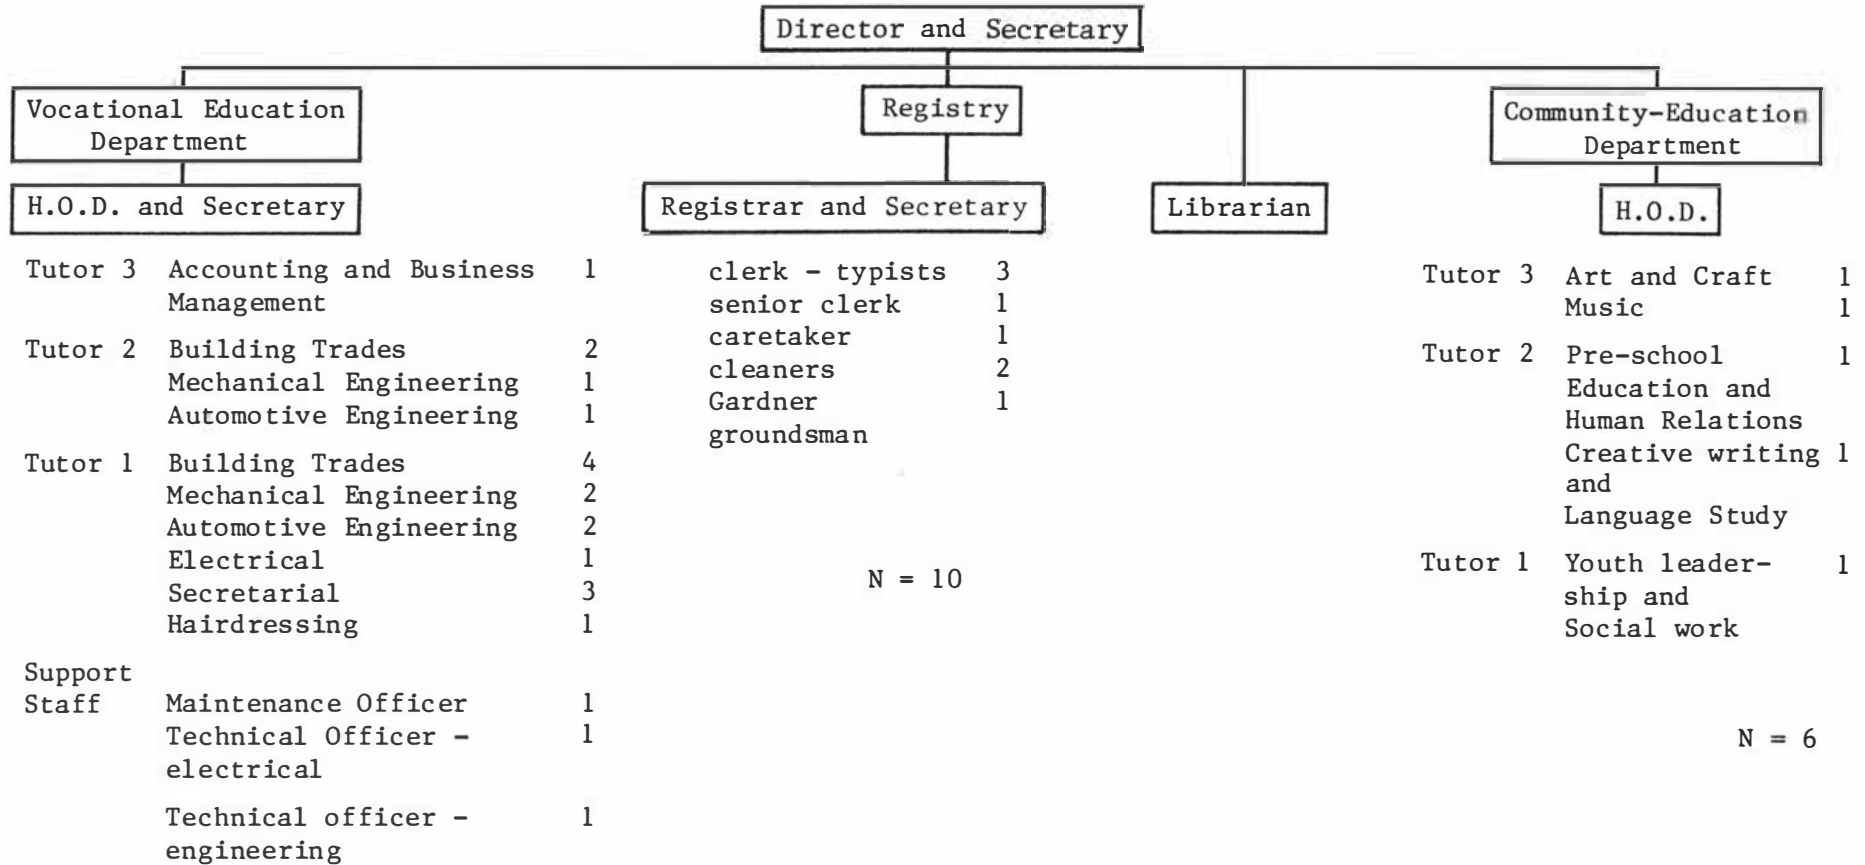 Director and Secretary
Vocational Education
Department
H.O.D. and Secretary
Tutor 3 Accounting and Business 1
Management
Tutor 2 Building Trades 2
Mechanical Engineering 1
Automotive Engineering 1
Tutor 1 Building Trades 4
Mechanical Engineering 2
Automotive Engineering 2
Electrical 1
Secretarial 3
Hairdressing 1
Support
Staff Maintenance Officer 1
Technical Officer - 1
electrical
Technical officer - 1
engineering
Registry
Registrar and Secretary
clerk - typists 3
senior clerk 1
caretaker 1
cleaners 2
Gardner 1
groundsman
N = 10
Librarian
Community-Education
Department
H.O.D.
Tutor 3 Art and Craft 1
Music 1
Tutor 2 Pre-school 1
Education and
Human Relations
Creative writing 1
and
Language Study
Tutor 1 Youth leader- 1
ship and
Social work
N = 6